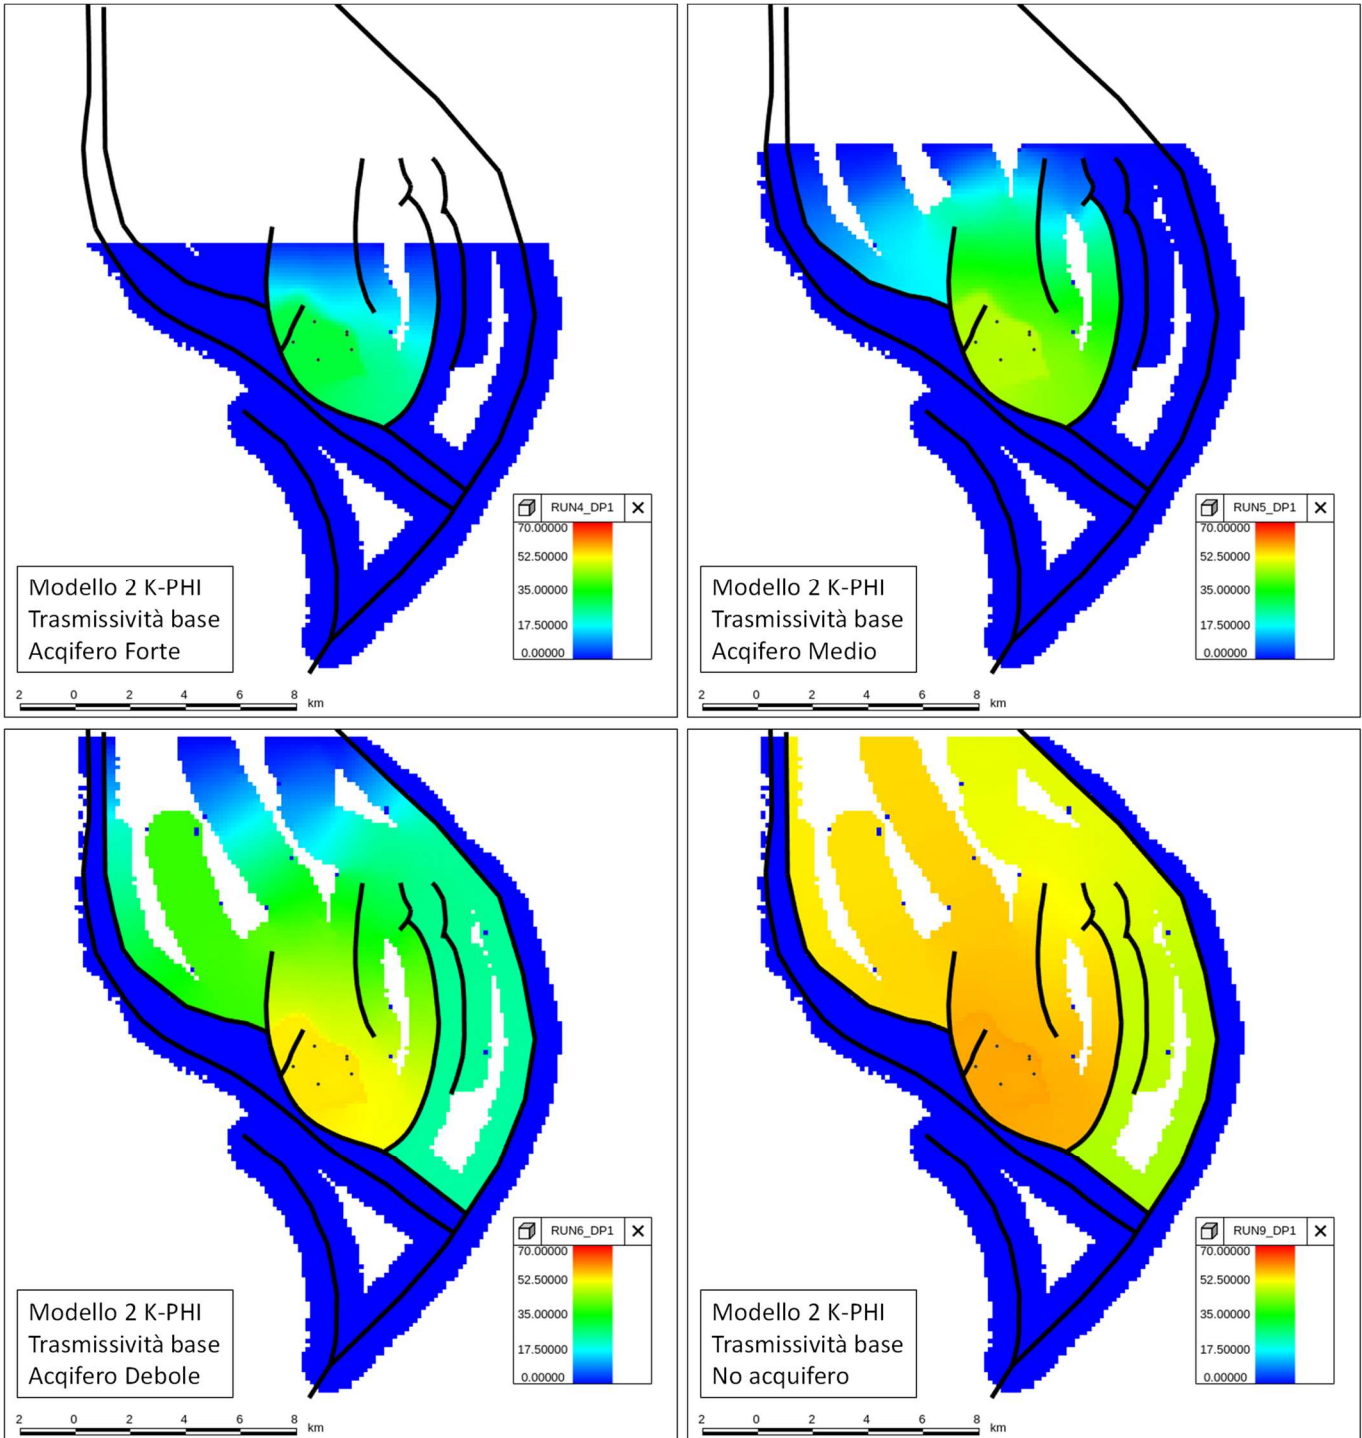 RUN4_DP1
70.00000
52.50000
35.00000
17.50000
0.00000
Modello 2 K-PHI
Trasmissività base
Acqifero Forte
2 0 2 4 6 8 km
RUN5_DP1
70.00000
52.50000
35.00000
17.50000
0.00000
Modello 2 K-PHI
Trasmissività base
Acqifero Medio
2 0 2 4 6 8 km
RUN6_DP1
70.00000
52.50000
35.00000
17.50000
0.00000
Modello 2 K-PHI
Trasmissività base
Acqifero Debole
2 0 2 4 6 8 km
RUN9_DP1
70.00000
52.50000
35.00000
17.50000
0.00000
Modello 2 K-PHI
Trasmissività base
No acquifero
2 0 2 4 6 8 km